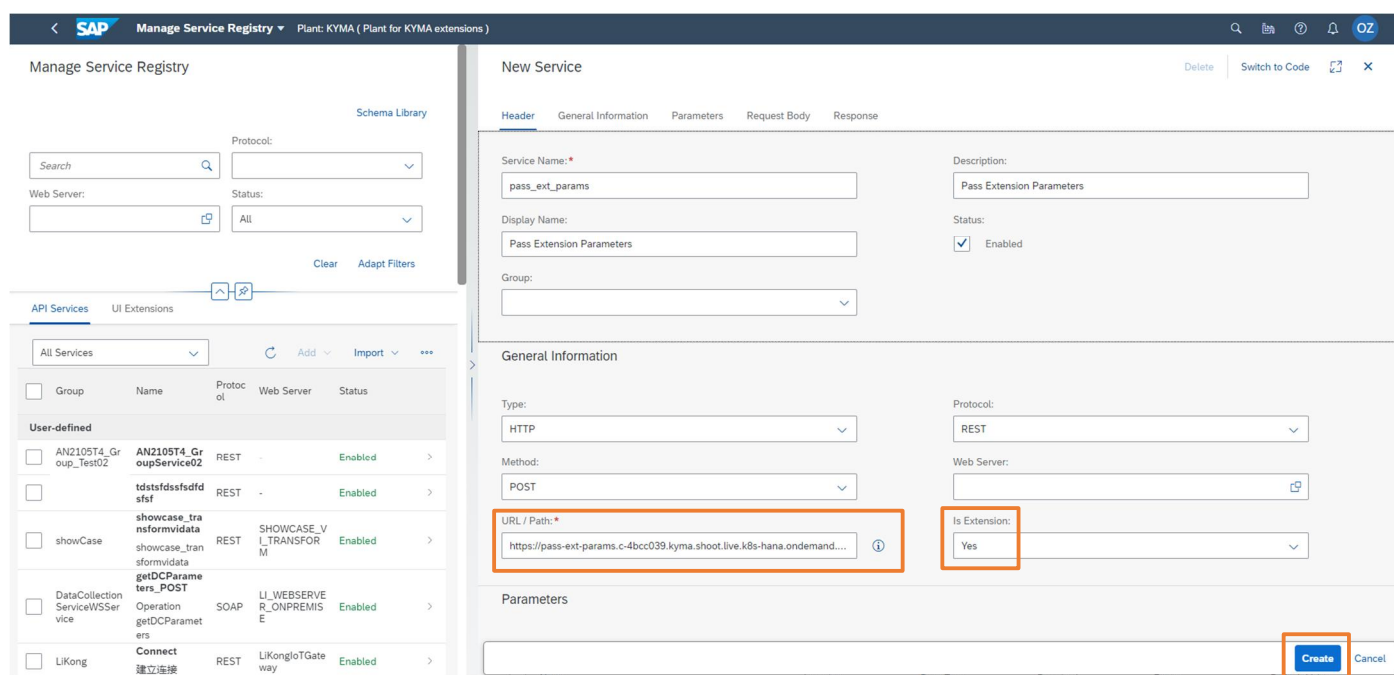 SAP Manage Service Registry Plant: KYMA ( Plant for KYMA extensions ) OZ
Manage Service Registry
Schema Library
Protocol:
Search
Web Server:
Status:
All
Clear Adapt Filters
API Services UI Extensions
All Services Add Import
Group Name Protoc
ol Web Server Status
User-defined
AN2105T4_Gr
oup_Test02 AN2105T4_Gr
oupService02 REST - Enabled
tdstsfdssfsdfd
sfsf REST - Enabled
showCase showcase_tra
nsformvidata
showcase_tran
sformvidata REST SHOWCASE_V
I_TRANSFOR
M Enabled
DataCollection
ServiceWSSer
vice getDCParame
ters_POST
Operation
getDCParamet
ers SOAP LI_WEBSERVE
R_ONPREMIS
E Enabled
LiKong Connect
建立连接 REST LiKongIoTGate
way Enabled
New Service Delete Switch to Code
Header General Information Parameters Request Body Response
Service Name:*
pass_ext_params
Description:
Pass Extension Parameters
Display Name:
Pass Extension Parameters
Status:
Enabled
Group:
General Information
Type:
HTTP
Protocol:
REST
Method:
POST
Web Server:
URL / Path:*
https://pass-ext-params.c-4bcc039.kyma.shoot.live.k8s-hana.ondemand....
Is Extension:
Yes
Parameters
Create Cancel